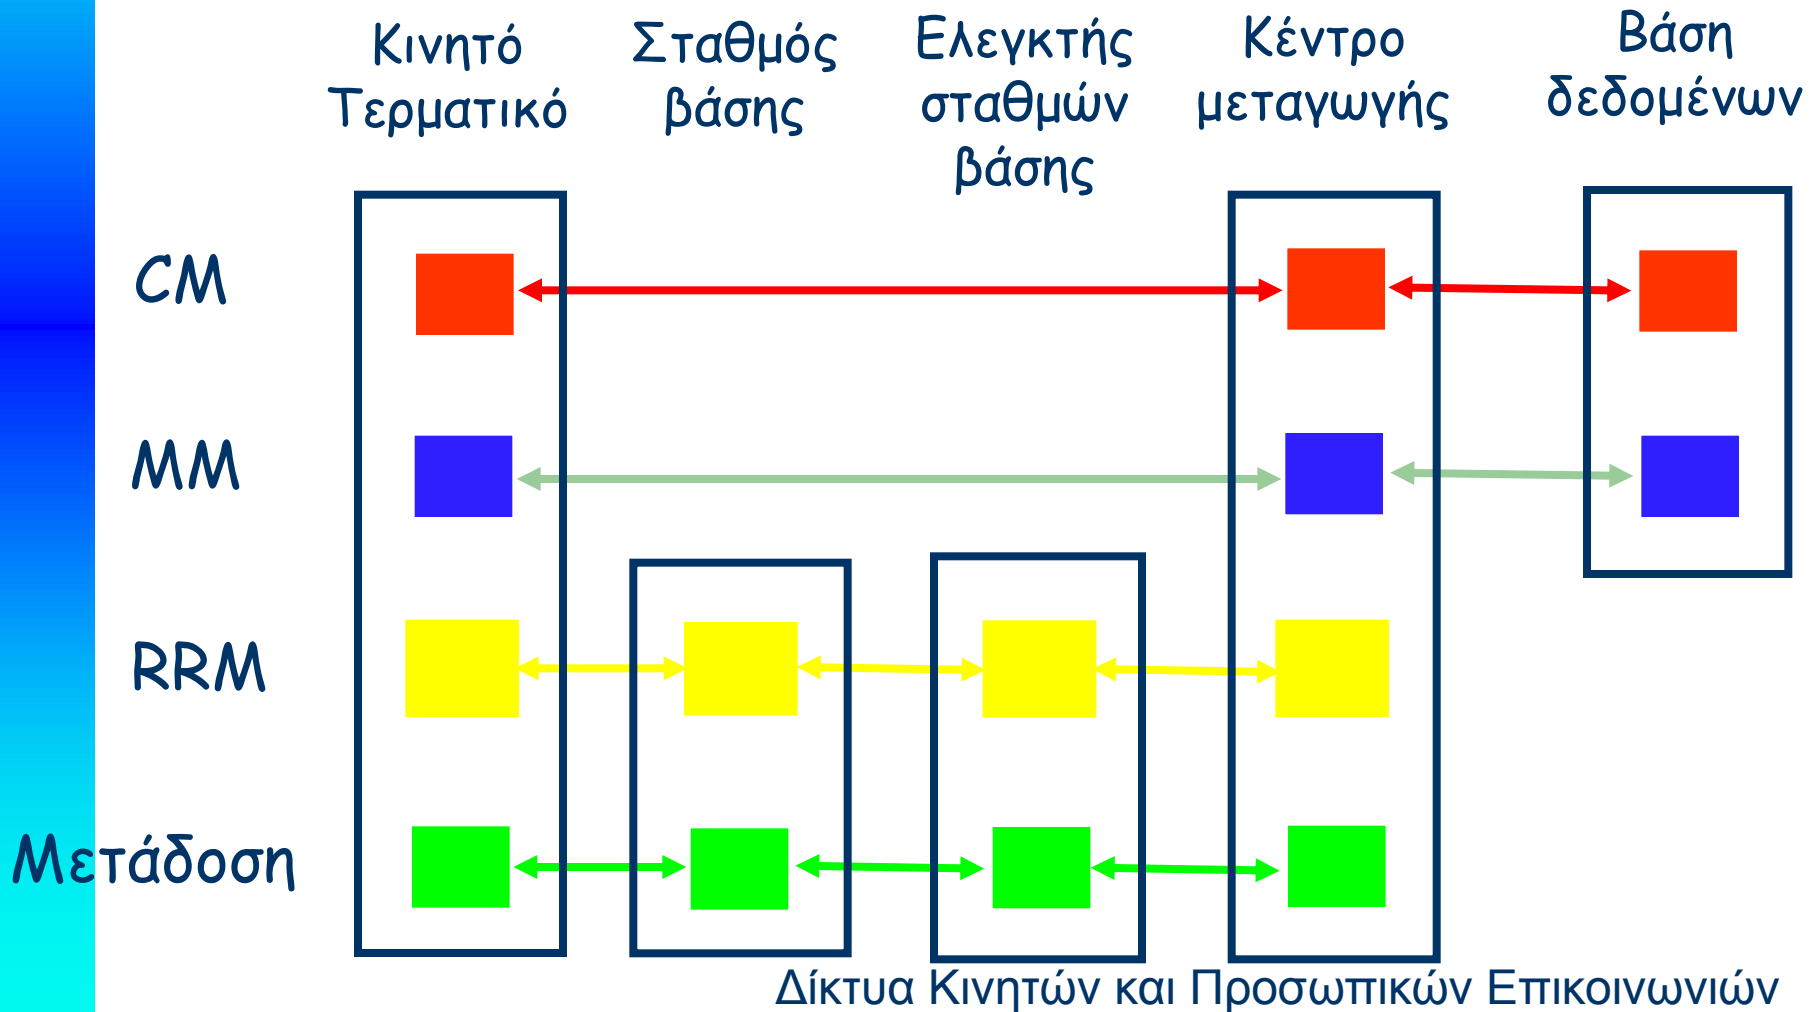 Κινητό
Τερματικό
Σταθμός
βάσης
Ελεγκτής
σταθμών
βάσης
Κέντρο
μεταγωγής
Βάση
δεδομένων
CM
MM
RRM
Μετάδοση
Δίκτυα Κινητών και Προσωπικών Επικοινωνιών